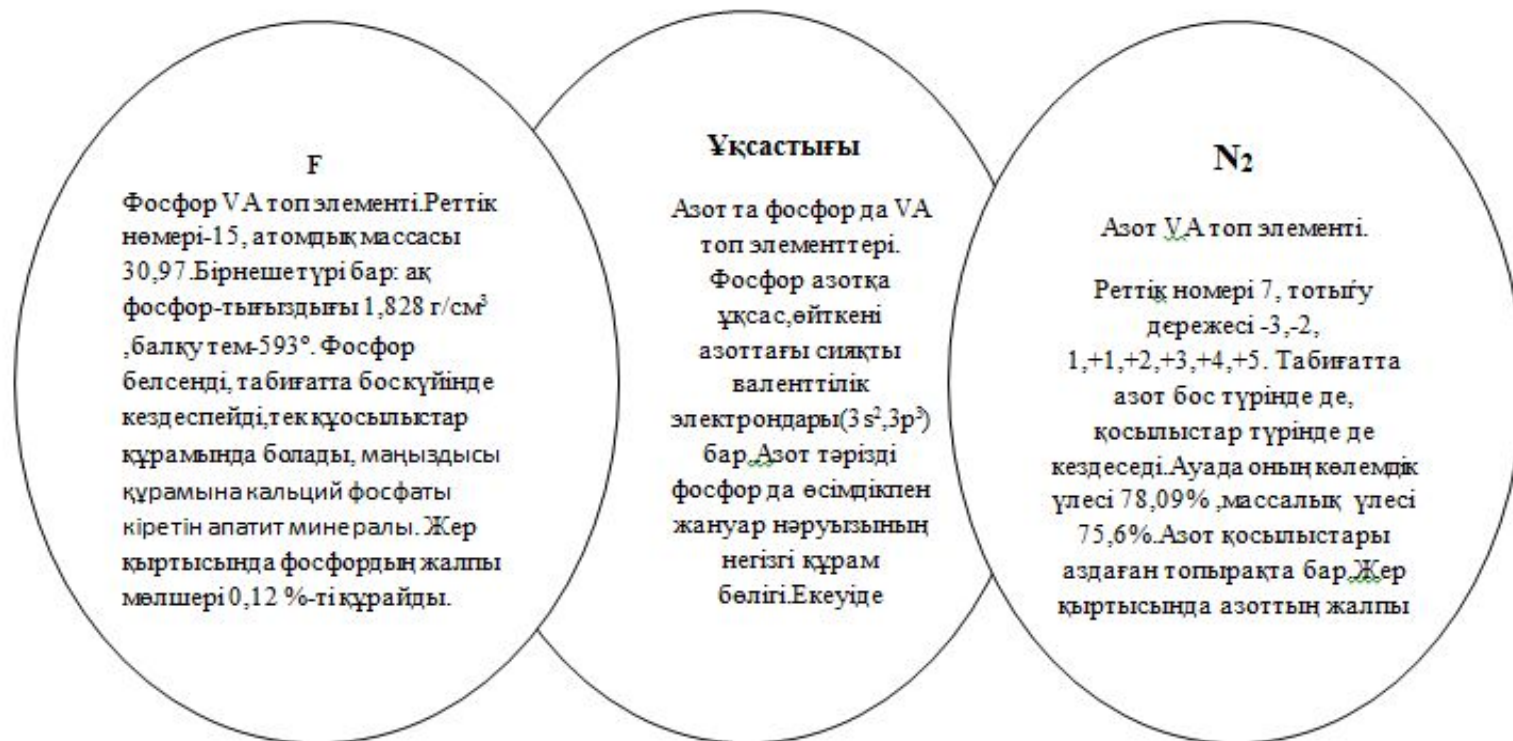 F
Фосфор VA топ элементі.Реттік
нөмері-15, атомдық массасы
30,97.Бірнеше түрі бар: ақ
фосфор-тығыздығы 1,828 г/см³
,балқу тем-593°. Фосфор
белсенді, табиғатта бос күйінде
кездеспейді,тек құосылыстар
құрамында болады, маңыздысы
құрамына кальций фосфаты
кіретін апатит минералы. Жер
қыртысында фосфордың жалпы
мөлшері 0,12 %-ті құрайды.
Ұқсастығы
Азот та фосфор да VA
топ элементтері.
Фосфор азотқа
ұқсас,өйткені
азоттағы сияқты
валенттілік
электрондары(3s²,3p³)
бар.Азот тәрізді
фосфор да өсімдікпен
жануар нәруызының
негізгі құрам
бөлігі.Екеуіде
N₂
Азот VA топ элементі.
Реттік номері 7, тотыѓу
дєрежесі -3,-2,
1,+1,+2,+3,+4,+5. Табиғатта
азот бос түрінде де,
қосылыстар түрінде де
кездеседі.Ауада оның көлемдік
үлесі 78,09% ,массалық үлесі
75,6%.Азот қосылыстары
аздаған топырақта бар.Жер
қыртысында азоттың жалпы